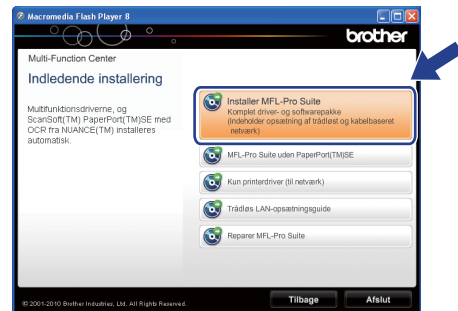 Macromedia Flash Player 8
brother
Multi-Function Center
Indledende installering
Multifunktionsdriverne, og
ScanSoft(TM) PaperPort(TM)SE med
OCR fra NUANCE(TM) installeres
automatisk.
Installer MFL-Pro Suite
Komplet driver- og softwarepakke
(Indeholder opsætning af trådløst og kabelbaseret
netværk)
MFL-Pro Suite uden PaperPort(TM)SE
Kun printerdriver (til netværk)
Trådløs LAN-opsætningsguide
Reparer MFL-Pro Suite
© 2001-2010 Brother Industries, Ltd. All Rights Reserved.
Tilbage
Afslut